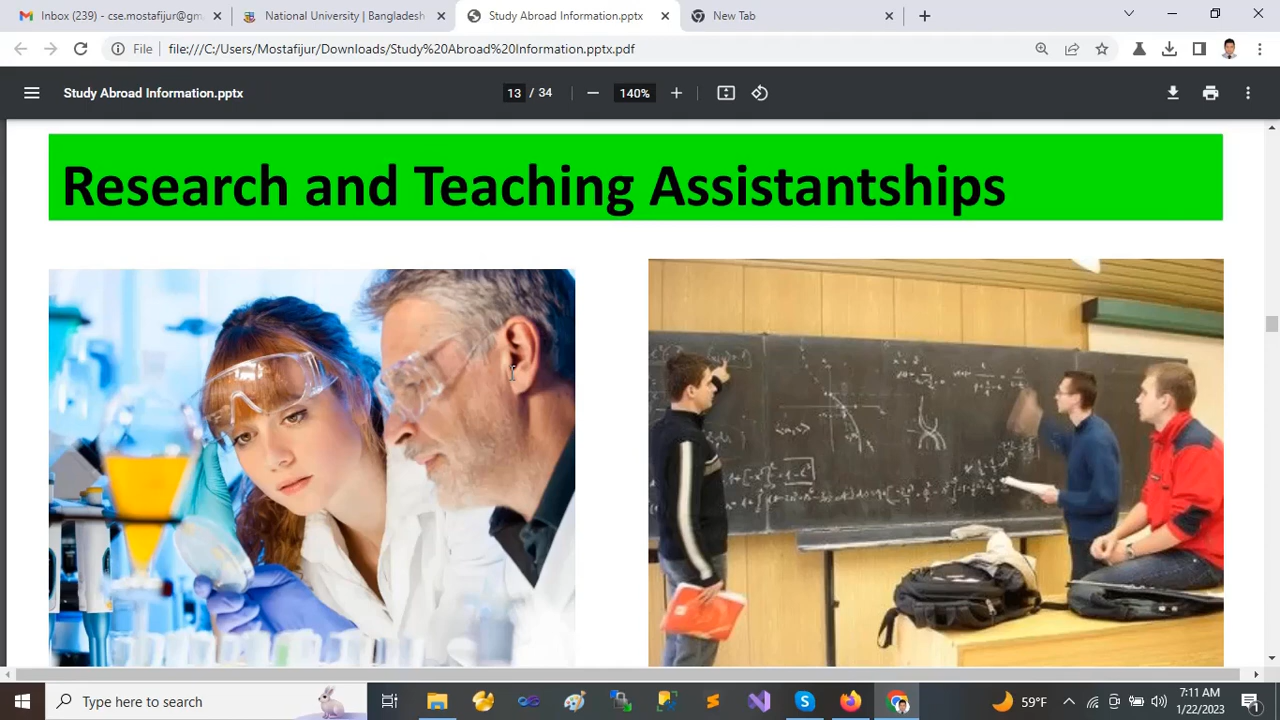 Inbox (239) - cse.mostafijur@gm
National University | Bangladesh
Study Abroad Information.pptx
New Tab
File
file:///C:/Users/Mostafijur/Downloads/Study%20Abroad%20Information.pptx.pdf
Study Abroad Information.pptx
13 / 34
140%
Research and Teaching Assistantships
Type here to search
59°F
7:11 AM
1/22/2023
1